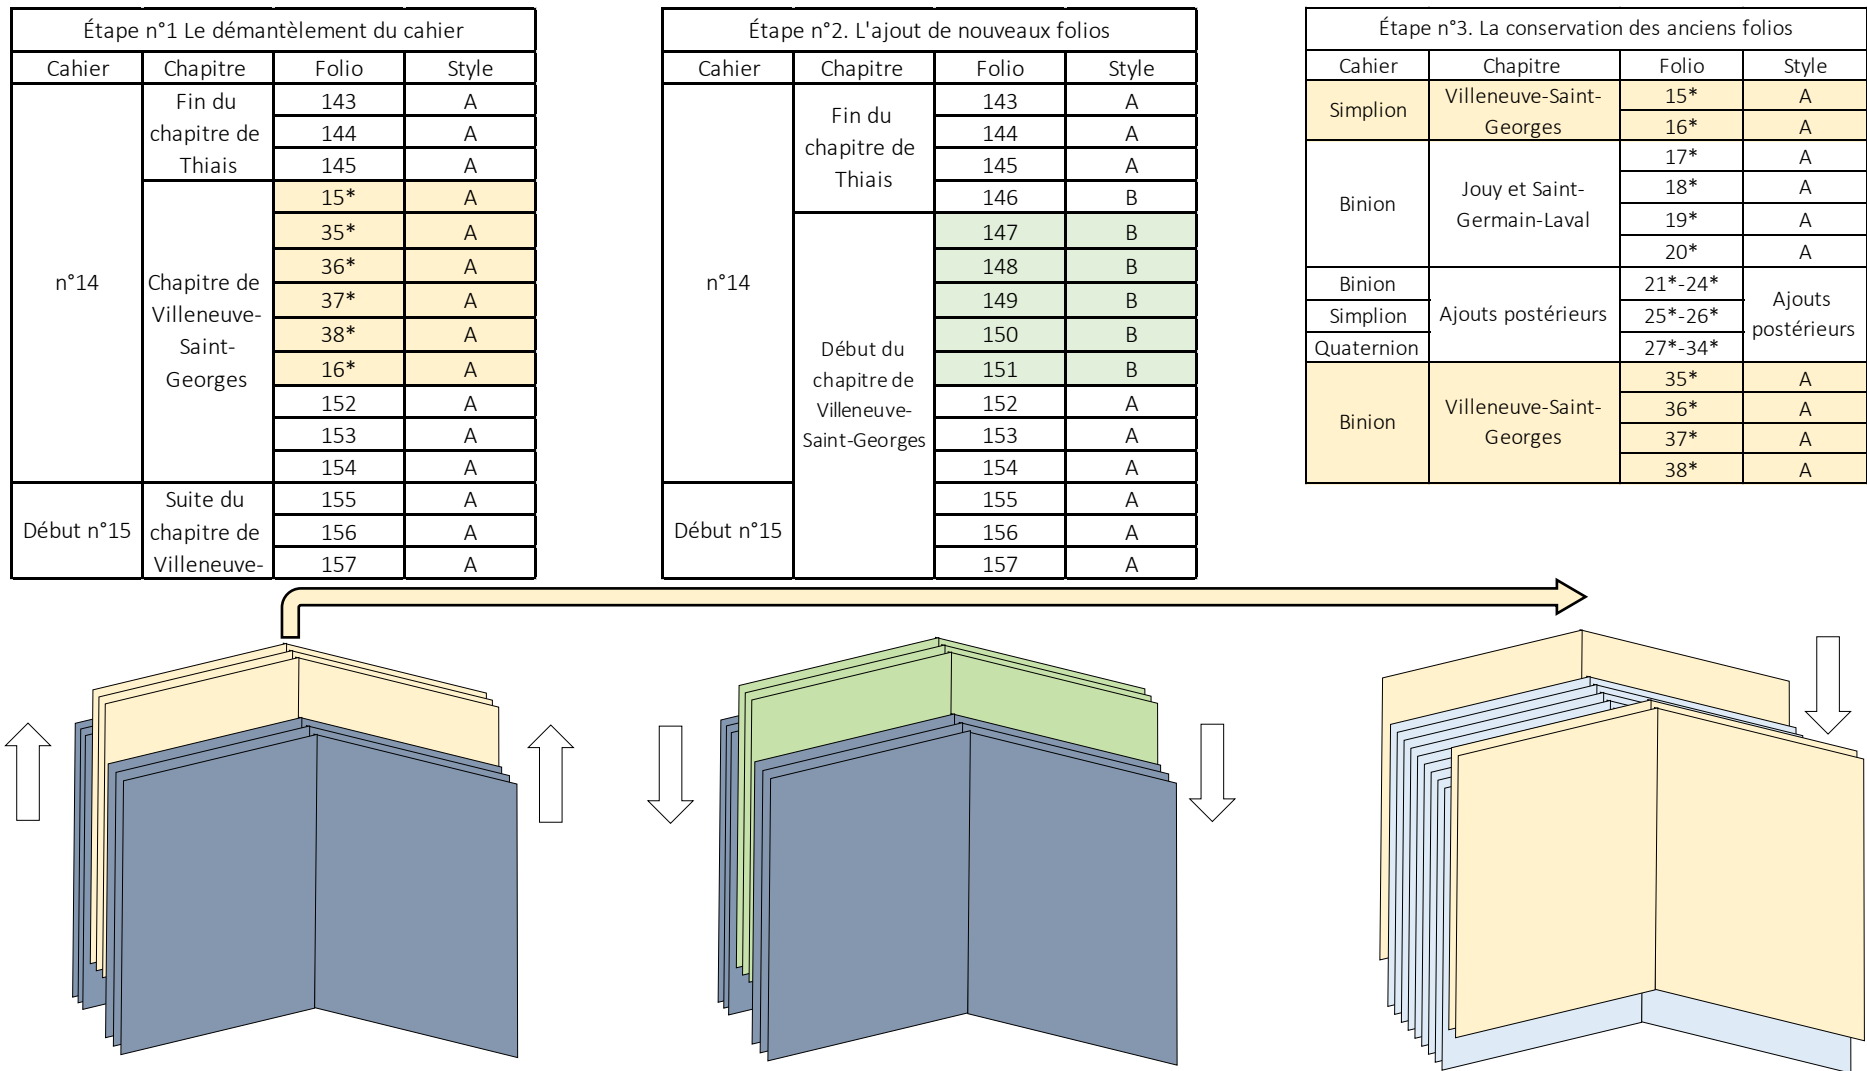 Étape n°1 Le démantèlement du cahier
Cahier Chapitre Folio Style
n°14
Fin du
chapitre de
Thiais
143 A
144 A
145 A
Chapitre de
Villeneuve-
Saint-
Georges
15* A
35* A
36* A
37* A
38* A
16* A
152 A
153 A
154 A
Début n°15
Suite du
chapitre de
Villeneuve-
155 A
156 A
157 A
Étape n°2. L'ajout de nouveaux folios
Cahier Chapitre Folio Style
n°14
Fin du
chapitre de
Thiais
143 A
144 A
145 A
146 B
Début du
chapitre de
Villeneuve-
Saint-Georges
147 B
148 B
149 B
150 B
151 B
152 A
153 A
154 A
Début n°15
155 A
156 A
157 A
Étape n°3. La conservation des anciens folios
Cahier Chapitre Folio Style
Simplion
Villeneuve-Saint-
Georges
15* A
16* A
Binion
Jouy et Saint-
Germain-Laval
17* A
18* A
19* A
20* A
Binion
Simplion
Quaternion
Ajouts postérieurs
21*-24*
25*-26*
27*-34*
Ajouts
postérieurs
Binion
Villeneuve-Saint-
Georges
35* A
36* A
37* A
38* A